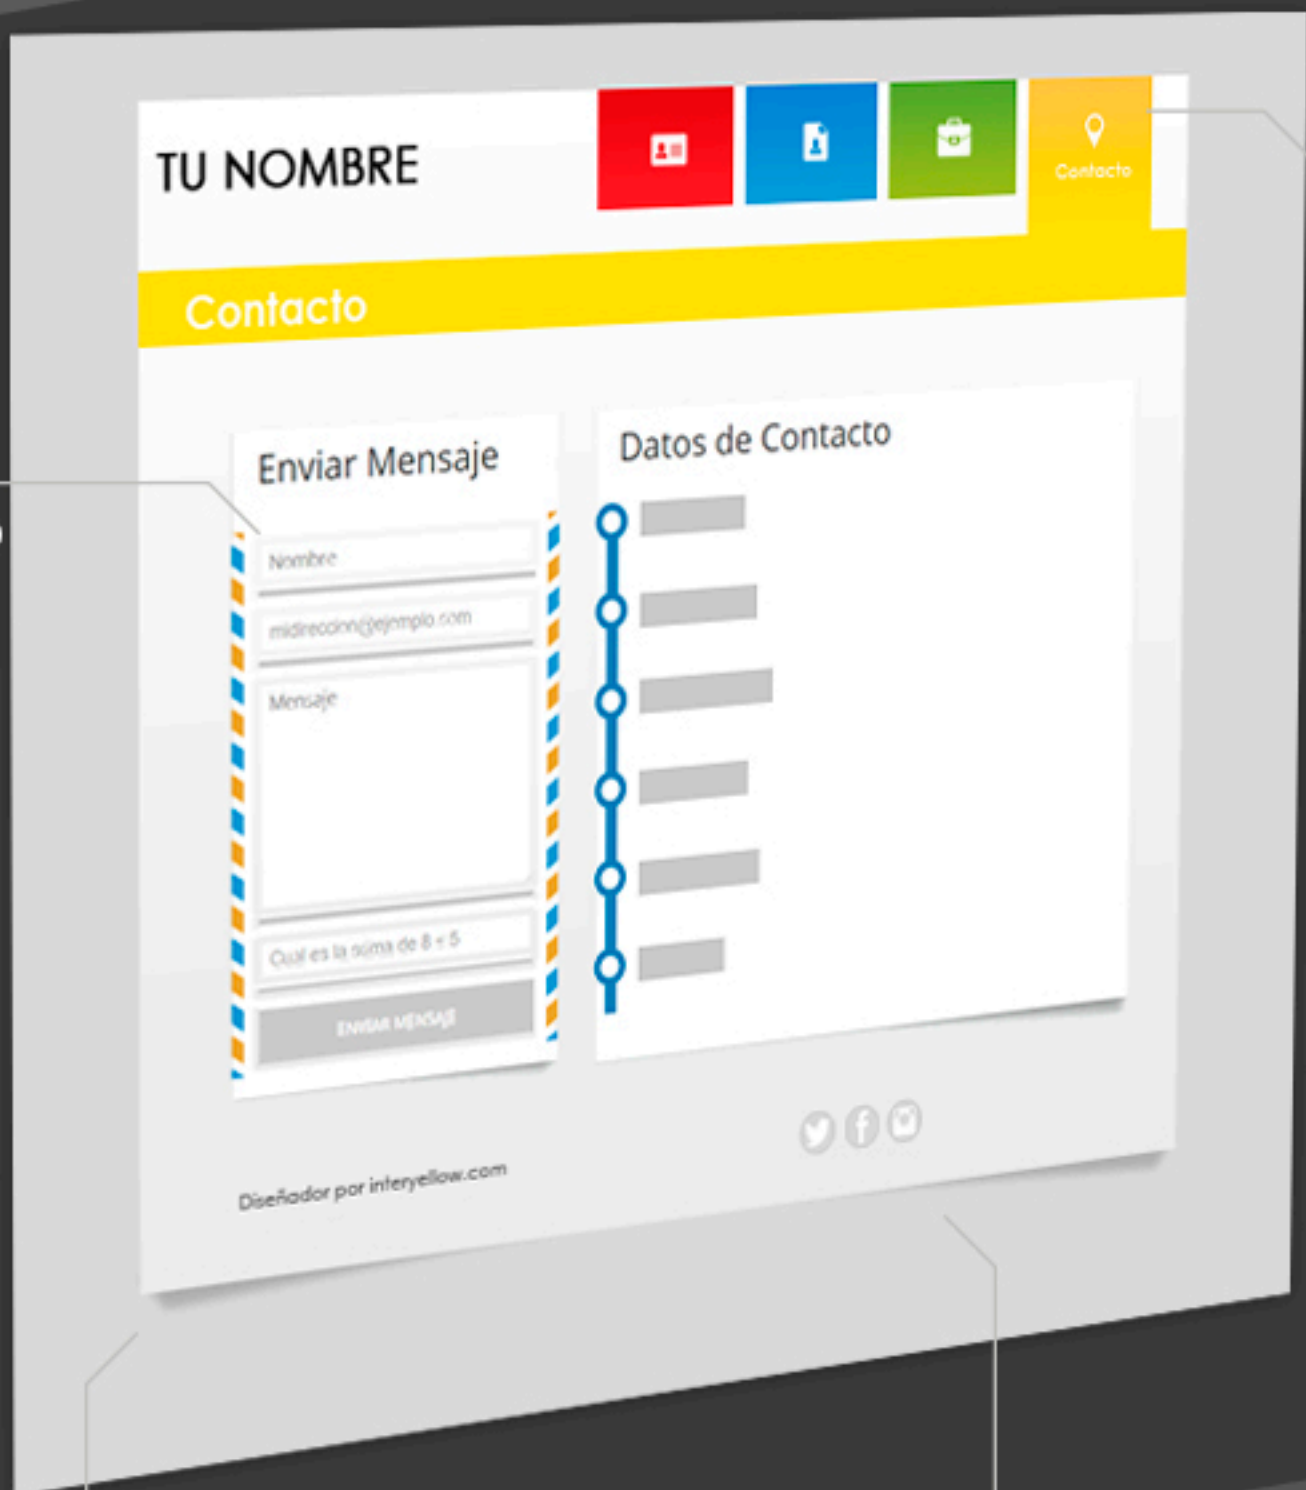 TU NOMBRE
Contacto
Contacto
Enviar Mensaje
Nombre
midireccion@ejemplo.com
Mensaje
Cual es la suma de 8 + 5
ENVIAR MENSAJE
Datos de Contacto
Diseñador por interyellow.com